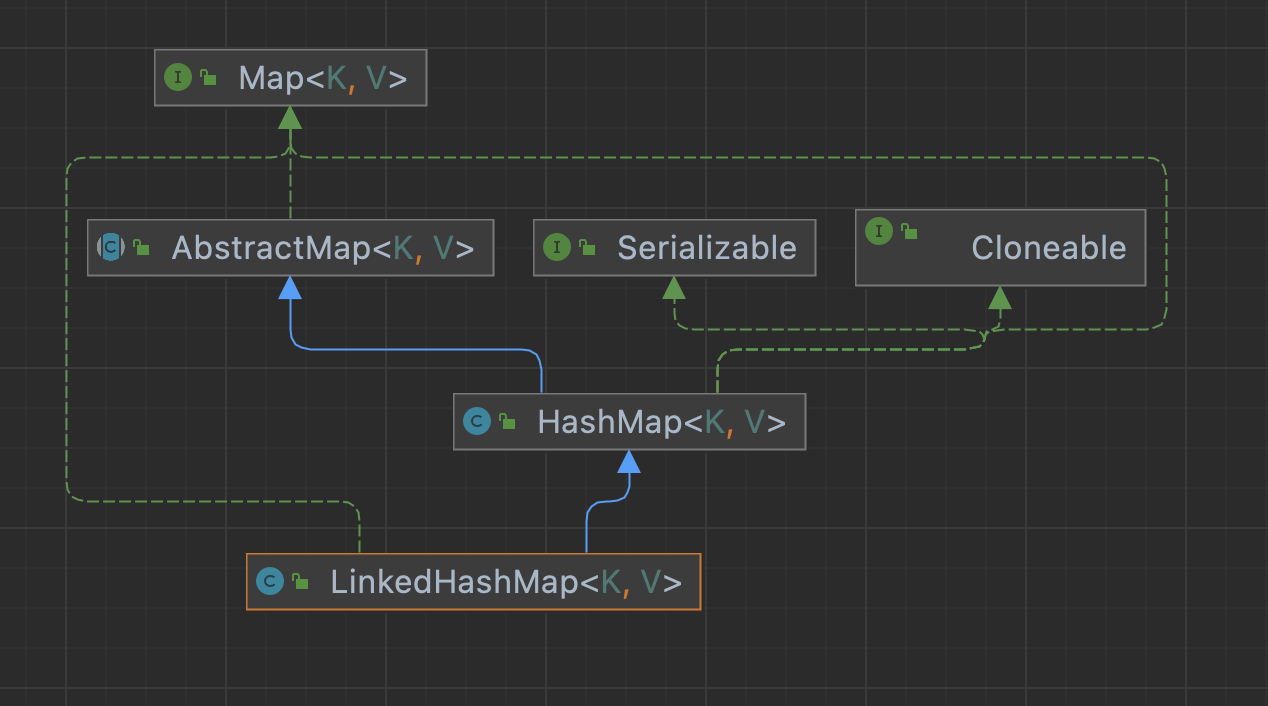 I Map<K, V>
C AbstractMap<K, V>
I Serializable
I Cloneable
C HashMap<K, V>
C LinkedHashMap<K, V>